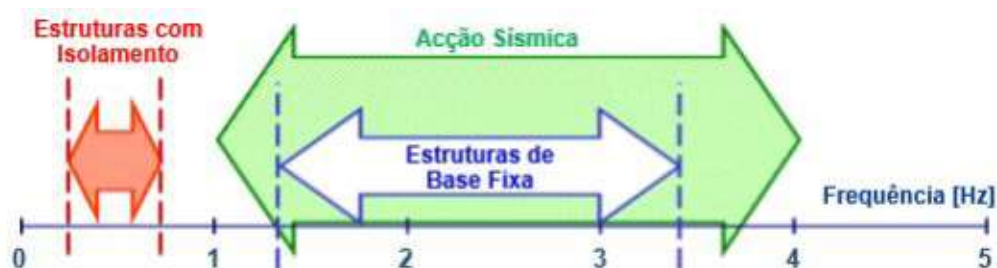 Estruturas com
Isolamento
Acção Sísmica
Estruturas de
Base Fixa
Frequência [Hz]
0 1 2 3 4 5